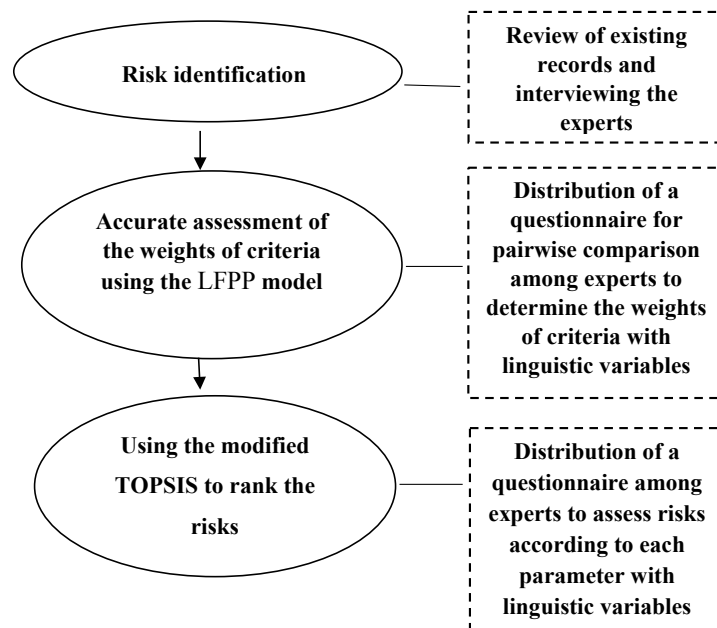 Risk identification
Review of existing
records and
interviewing the
experts
Accurate assessment of
the weights of criteria
using the LFPP model
Distribution of a
questionnaire for
pairwise comparison
among experts to
determine the weights
of criteria with
linguistic variables
Using the modified
TOPSIS to rank the
risks
Distribution of a
questionnaire among
experts to assess risks
according to each
parameter with
linguistic variables